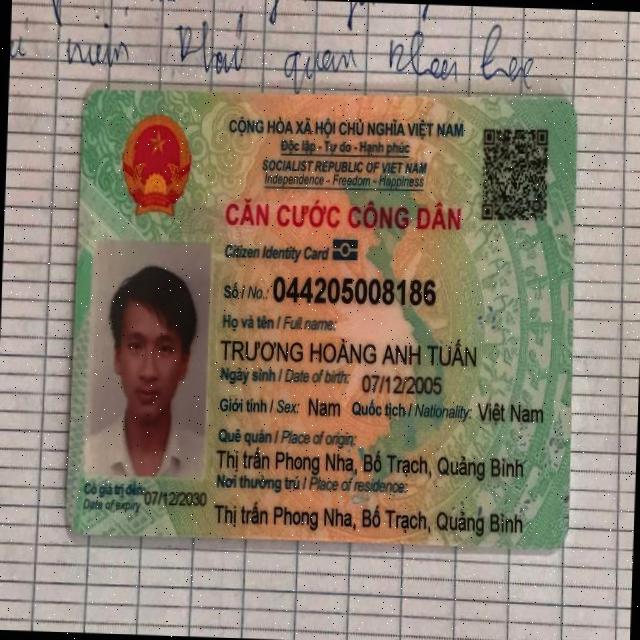 quan khoa học
CỘNG HÒA XÃ HỘI CHỦ NGHĨA VIỆT NAM
Độc lập - Tự do - Hạnh phúc
SOCIALIST REPUBLIC OF VIET NAM
Independence - Freedom - Happiness
CĂN CƯỚC CÔNG DÂN
Citizen Identity Card
Số / No.: 044205008186
Họ và tên / Full name:
TRƯƠNG HOÀNG ANH TUẤN
Ngày sinh / Date of birth: 07/12/2005
Giới tính / Sex: Nam Quốc tịch / Nationality: Việt Nam
Quê quán / Place of origin:
Thị trấn Phong Nha, Bố Trạch, Quảng Bình
Nơi thường trú / Place of residence:
Thị trấn Phong Nha, Bố Trạch, Quảng Bình
Có giá trị đến: 07/12/2030
Date of expiry